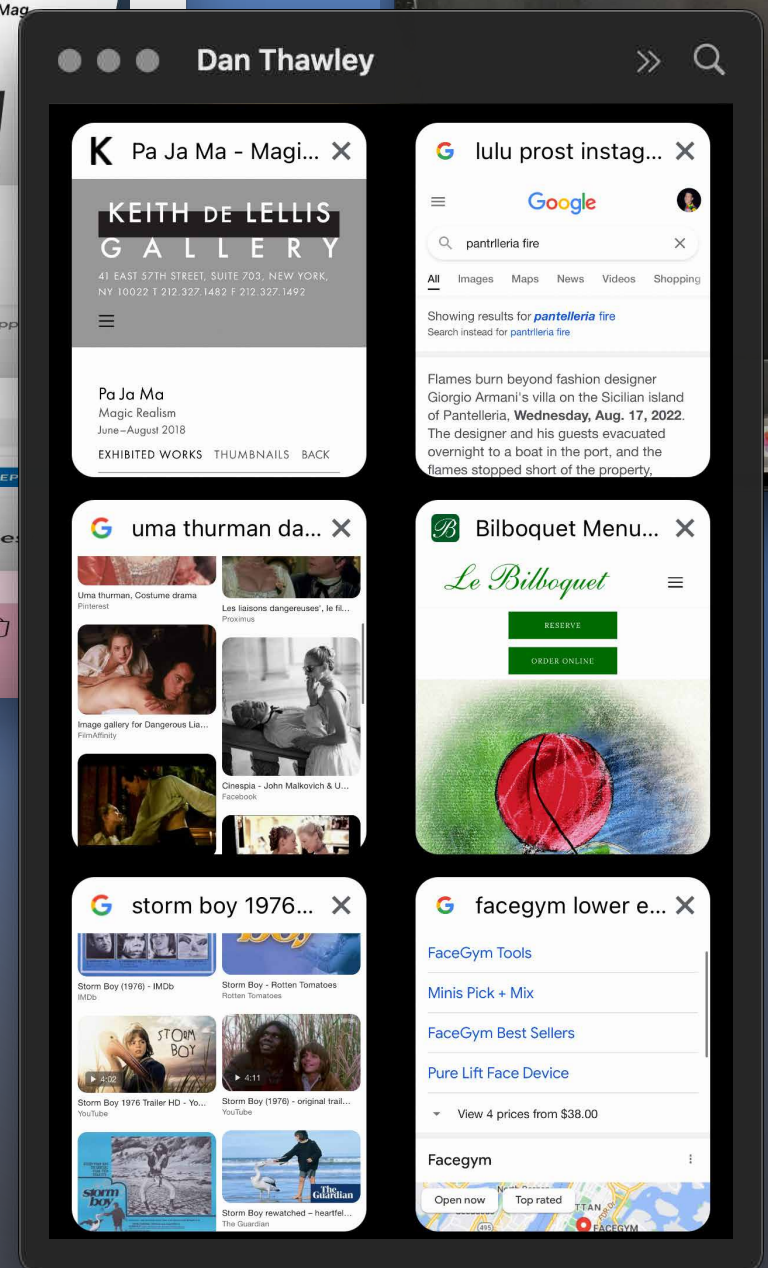 Mag
Dan Thawley
K Pa Ja Ma - Magi...
KEITH DE LELLIS
GALLERY
41 EAST 57TH STREET, SUITE 703, NEW YORK,
NY 10022 T 212.327.1482 F 212.327.1492
Pa Ja Ma
Magic Realism
June–August 2018
EXHIBITED WORKS THUMBNAILS BACK
G lulu prost instag...
Google
pantrlleria fire
All Images Maps News Videos Shopping
Showing results for pantelleria fire
Search instead for pantrlleria fire
Flames burn beyond fashion designer
Giorgio Armani's villa on the Sicilian island
of Pantelleria, Wednesday, Aug. 17, 2022.
The designer and his guests evacuated
overnight to a boat in the port, and the
flames stopped short of the property,
G uma thurman da...
Uma thurman, Costume drama
Pinterest
Les liaisons dangereuses', le fil...
Proximus
Image gallery for Dangerous Lia...
FilmAffinity
Cinespia - John Malkovich & U...
Facebook
B Bilboquet Menu...
Le Bilboquet
RESERVE
ORDER ONLINE
G storm boy 1976...
Storm Boy (1976) - IMDb
IMDb
Storm Boy - Rotten Tomatoes
Rotten Tomatoes
STORM
BOY
4:02
Storm Boy 1976 Trailer HD - Yo...
YouTube
4:11
Storm Boy (1976) - original trail...
YouTube
storm
boy
The
Guardian
Storm Boy rewatched – heartfel...
The Guardian
G facegym lower e...
FaceGym Tools
Minis Pick + Mix
FaceGym Best Sellers
Pure Lift Face Device
View 4 prices from $38.00
Facegym
Open now Top rated
TTAN
495
FACEGYM